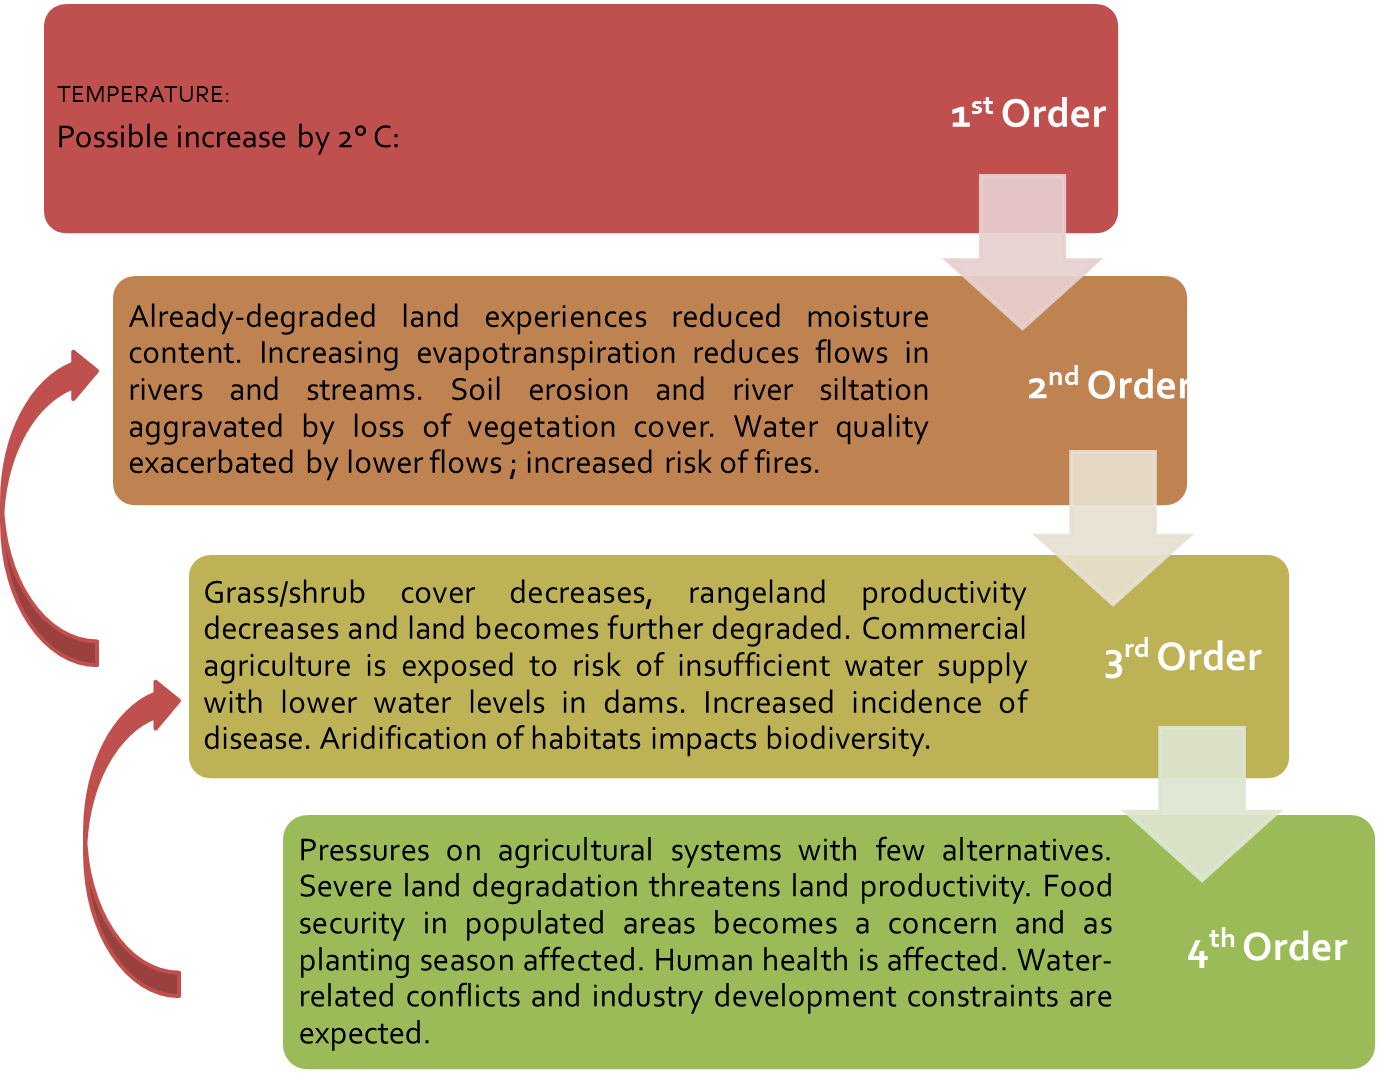 TEMPERATURE:
Possible increase by 2° C:
1st Order
Already-degraded land experiences reduced moisture
content. Increasing evapotranspiration reduces flows in
rivers and streams. Soil erosion and river siltation
aggravated by loss of vegetation cover. Water quality
exacerbated by lower flows ; increased risk of fires.
2nd Order
Grass/shrub cover decreases, rangeland productivity
decreases and land becomes further degraded. Commercial
agriculture is exposed to risk of insufficient water supply
with lower water levels in dams. Increased incidence of
disease. Aridification of habitats impacts biodiversity.
3rd Order
Pressures on agricultural systems with few alternatives.
Severe land degradation threatens land productivity. Food
security in populated areas becomes a concern and as
planting season affected. Human health is affected. Water-
related conflicts and industry development constraints are
expected.
4th Order